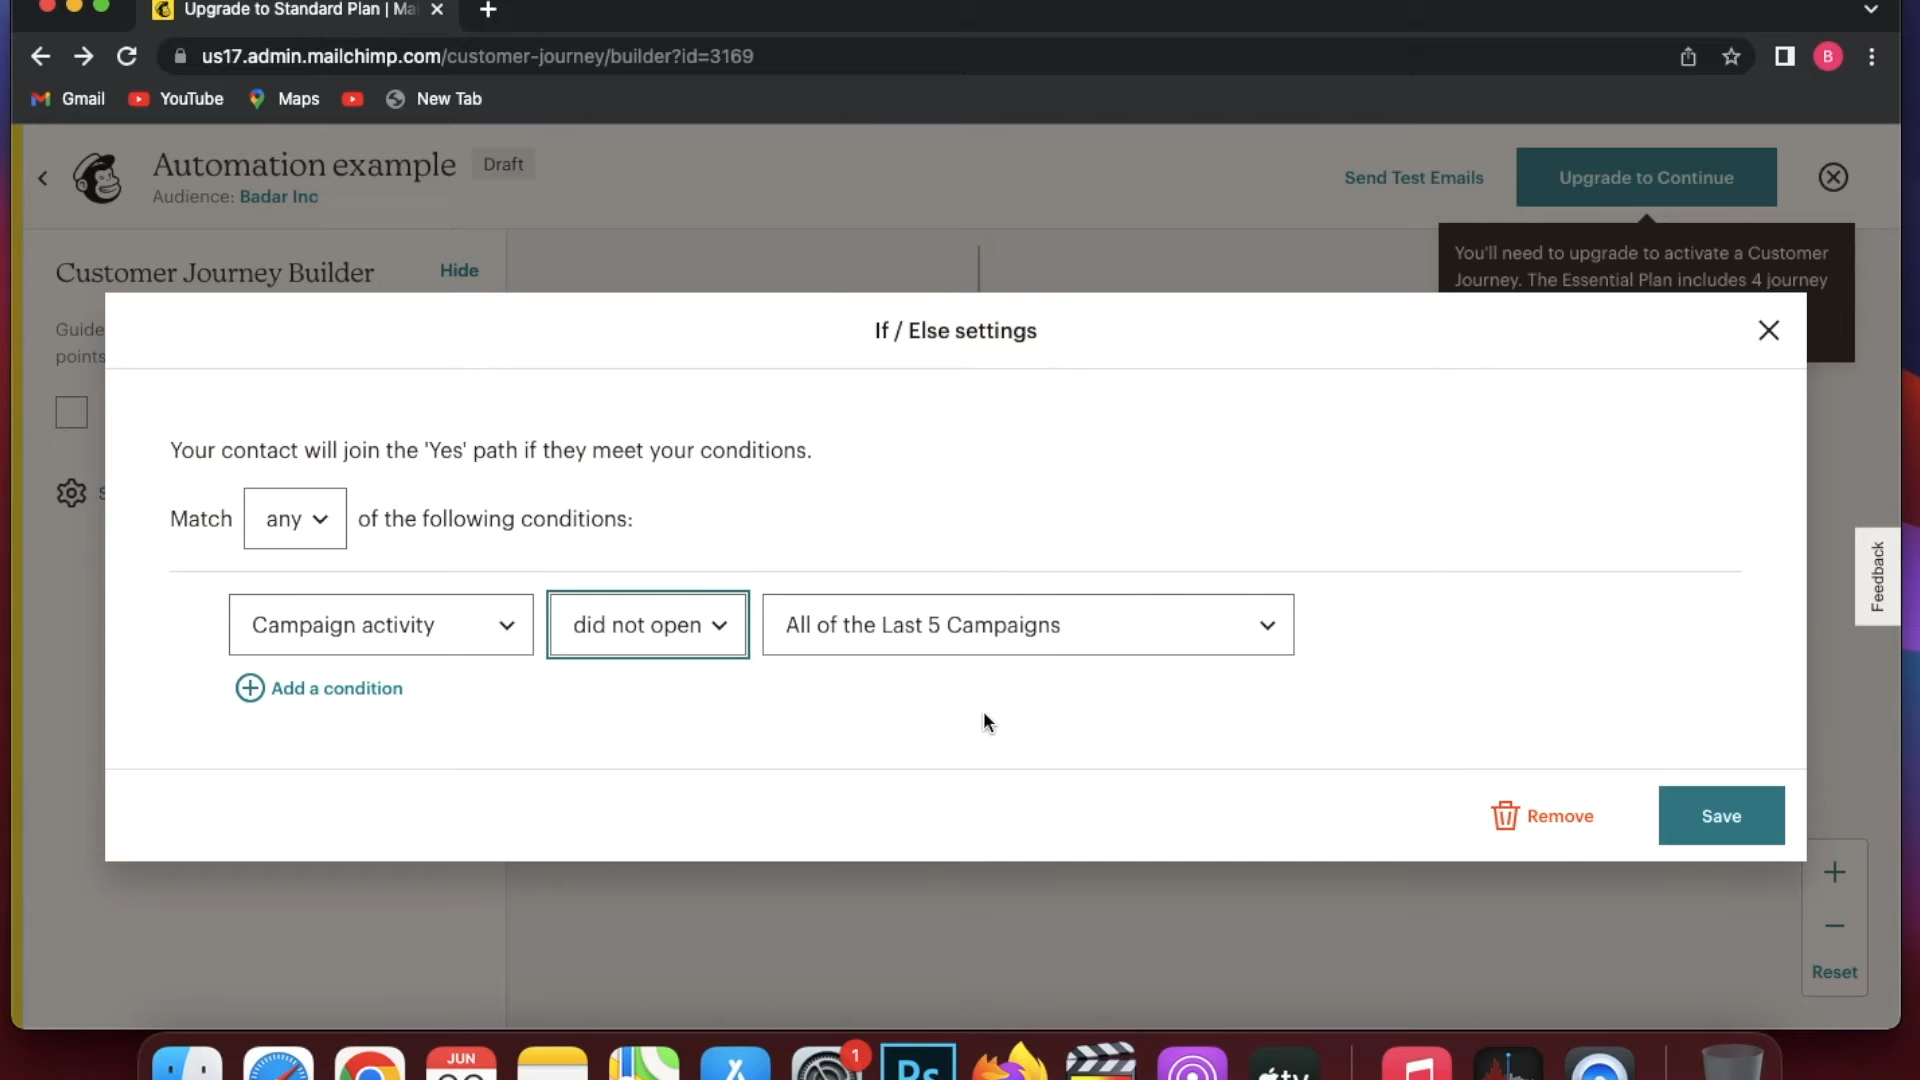 Upgrade to Standard Plan | Ma
us17.admin.mailchimp.com/customer-journey/builder?id=3169
B
Gmail YouTube Maps New Tab
Automation example Draft
Audience: Badar Inc
Send Test Emails
Upgrade to Continue
You'll need to upgrade to activate a Customer
Journey. The Essential Plan includes 4 journey
Customer Journey Builder Hide
Guide
points
If / Else settings
Your contact will join the 'Yes' path if they meet your conditions.
Match any of the following conditions:
Campaign activity did not open All of the Last 5 Campaigns
Add a condition
Feedback
Remove Save
Reset
JUN
1
Ps
tv